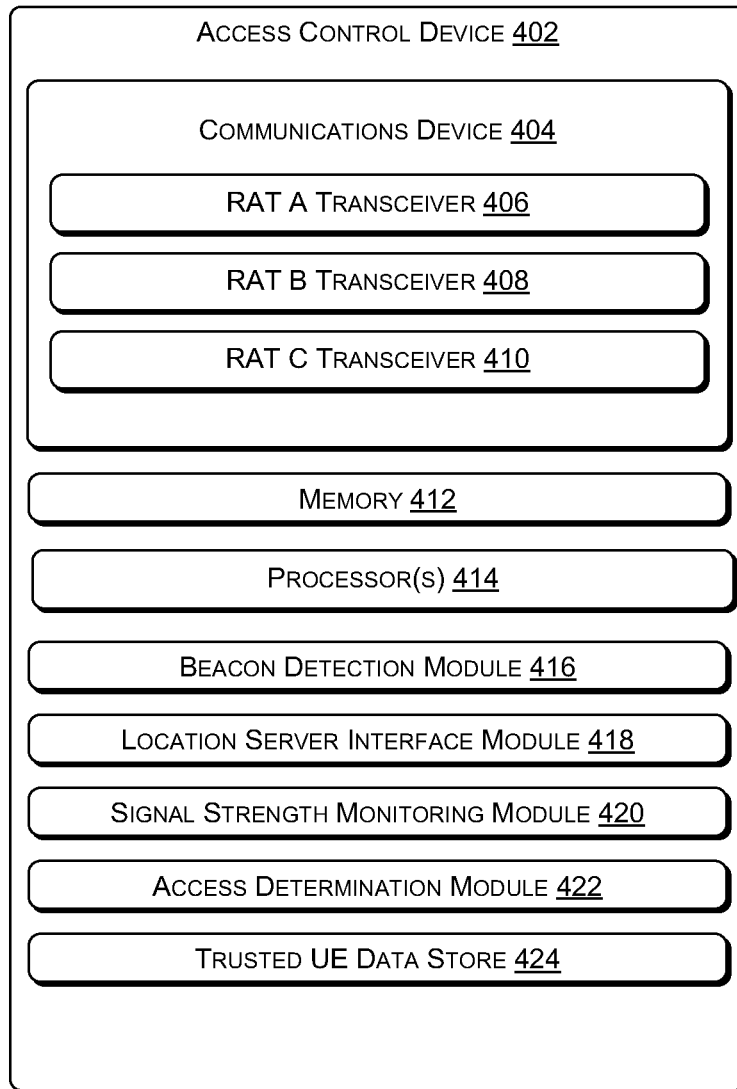 ACCESS CONTROL DEVICE 402
COMMUNICATIONS DEVICE 404
RAT A TRANSCEIVER 406
RAT B TRANSCEIVER 408
RAT C TRANSCEIVER 410
MEMORY 412
PROCESSOR(S) 414
BEACON DETECTION MODULE 416
LOCATION SERVER INTERFACE MODULE 418
SIGNAL STRENGTH MONITORING MODULE 420
ACCESS DETERMINATION MODULE 422
TRUSTED UE DATA STORE 424